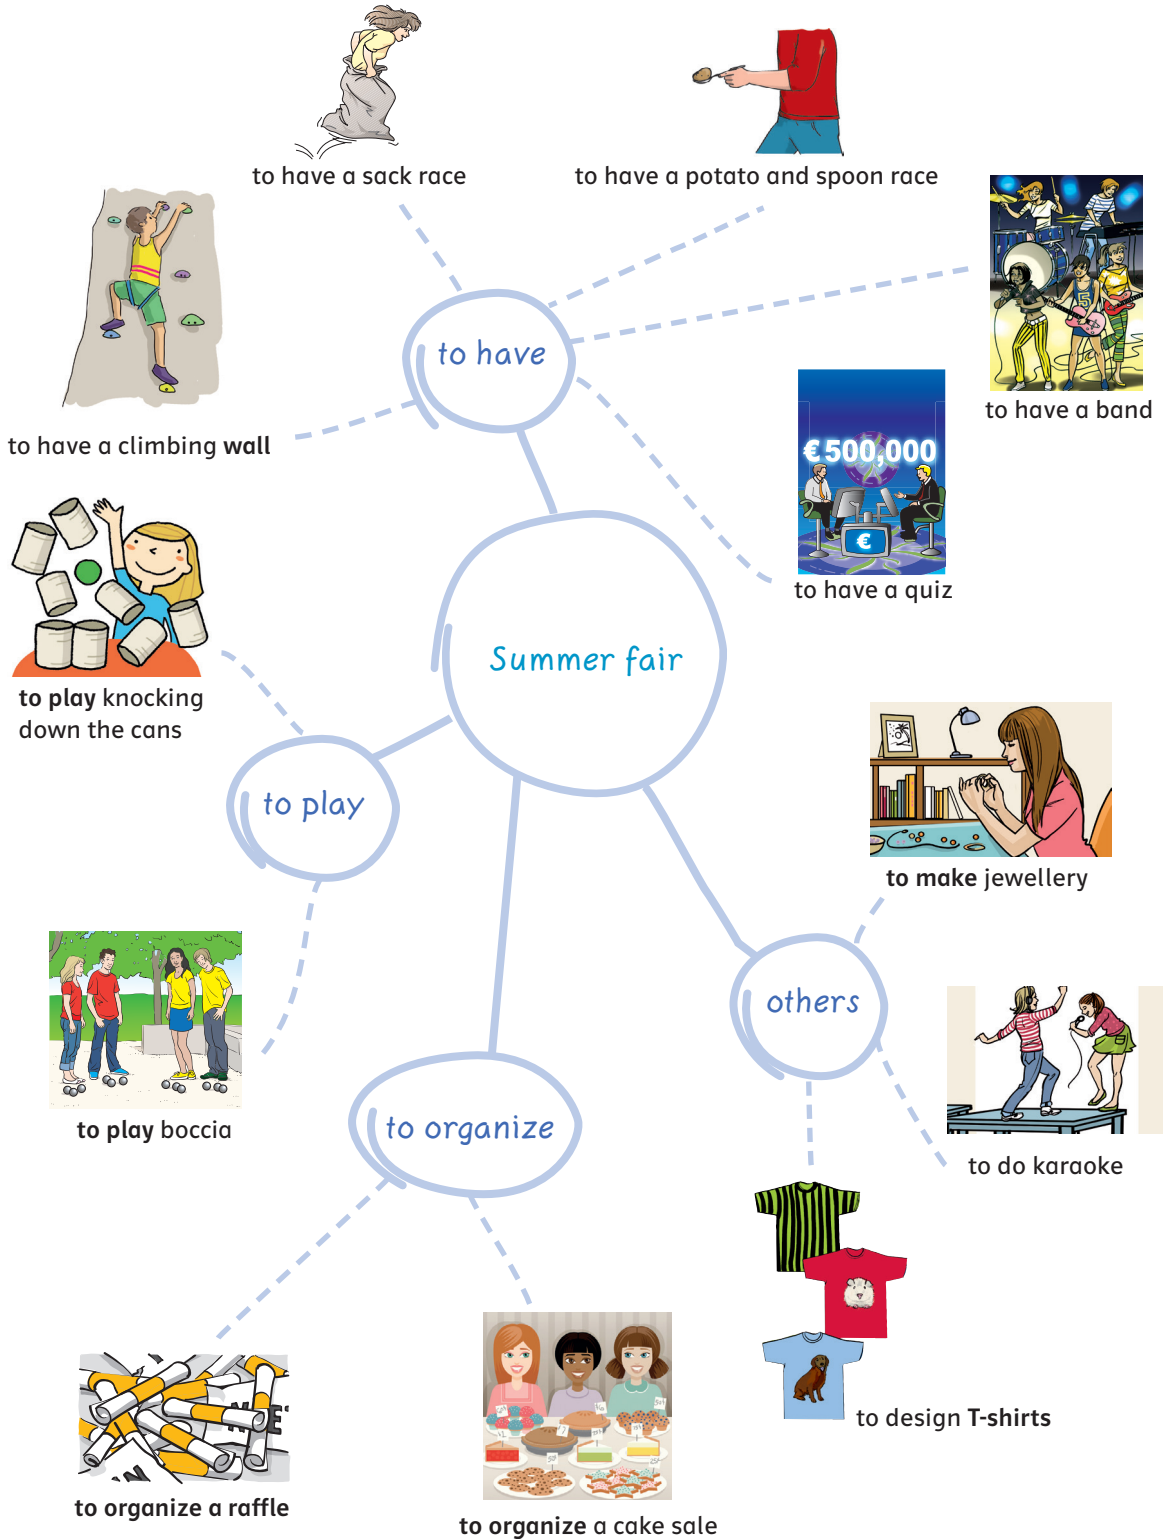 to have a sack race
to have a potato and spoon race
to have
to have a band
to have a climbing wall
€500,000
€
to have a quiz
Summer fair
to play knocking
down the cans
to play
to make jewellery
others
to play boccia
to organize
to do karaoke
to design T-shirts
to organize a raffle
to organize a cake sale
5